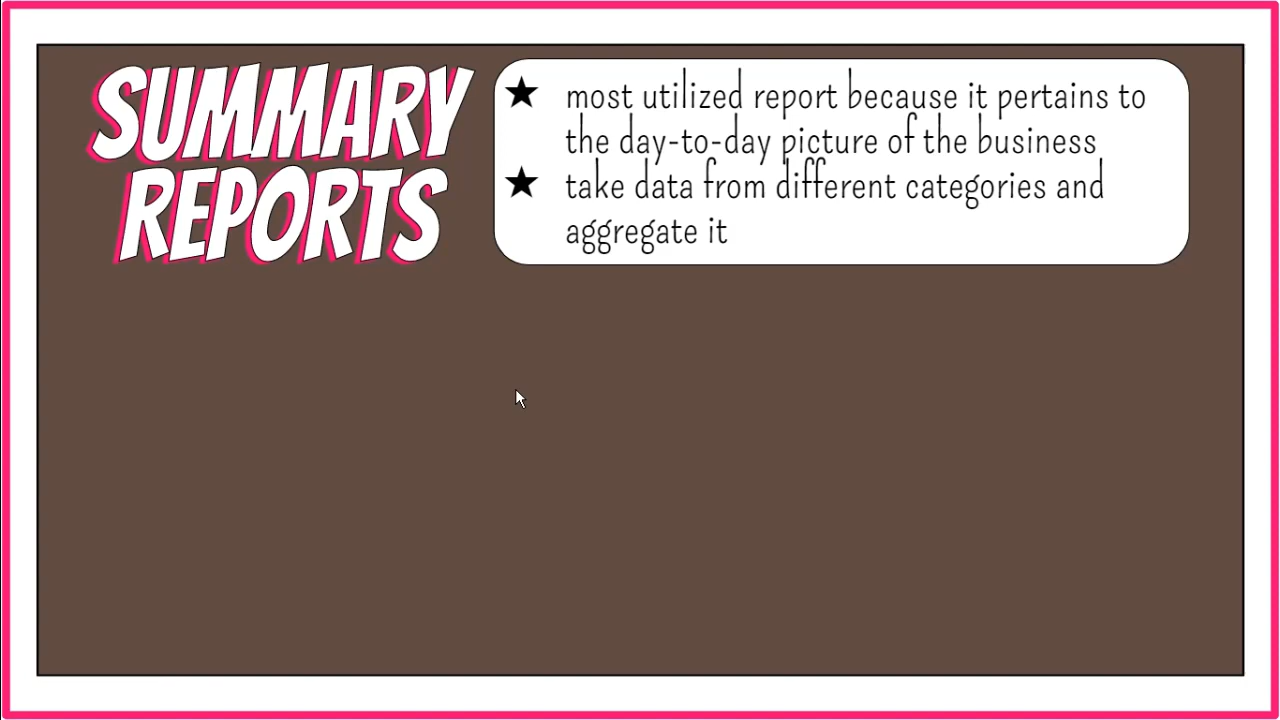 SUMMARY
REPORTS
★ most utilized report because it pertains to
the day-to-day picture of the business
★ take data from different categories and
aggregate it